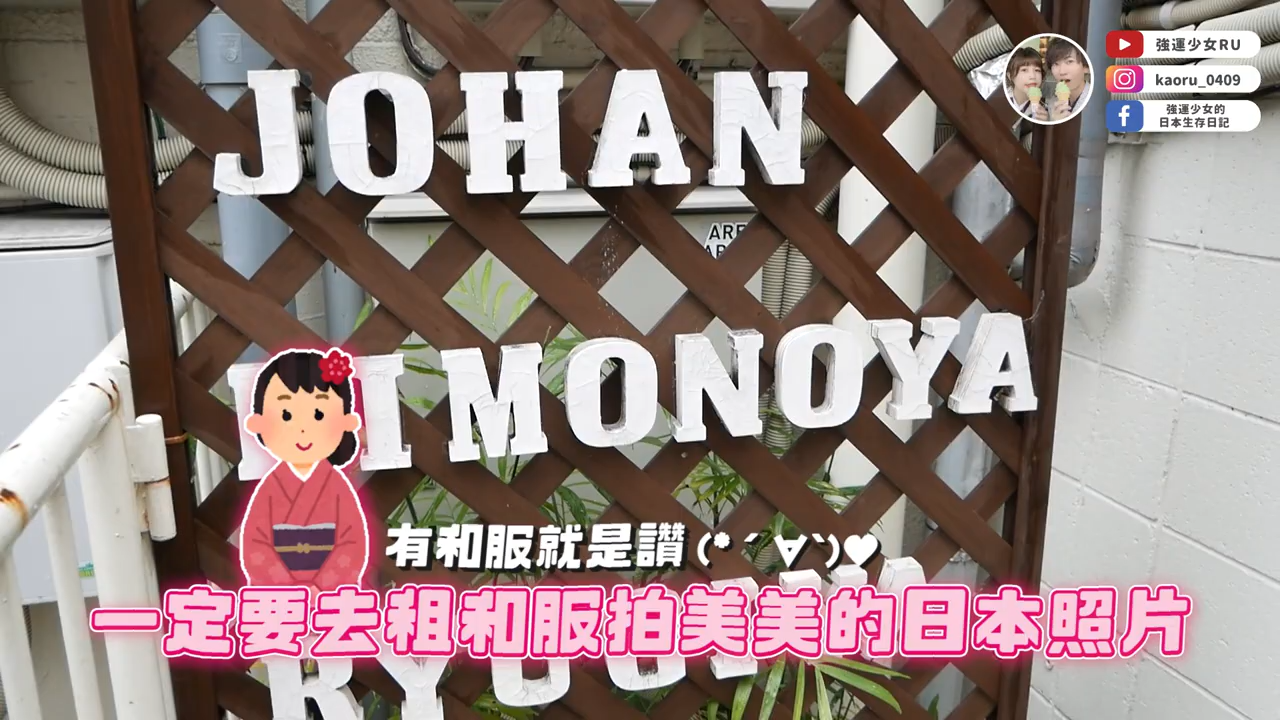 強運少女RU
kaoru_0409
強運少女的
日本生存日記
JOHAN
IMONOYA
有和服就是讚(*´∀`)♥
一定要去租和服拍美美的日本照片